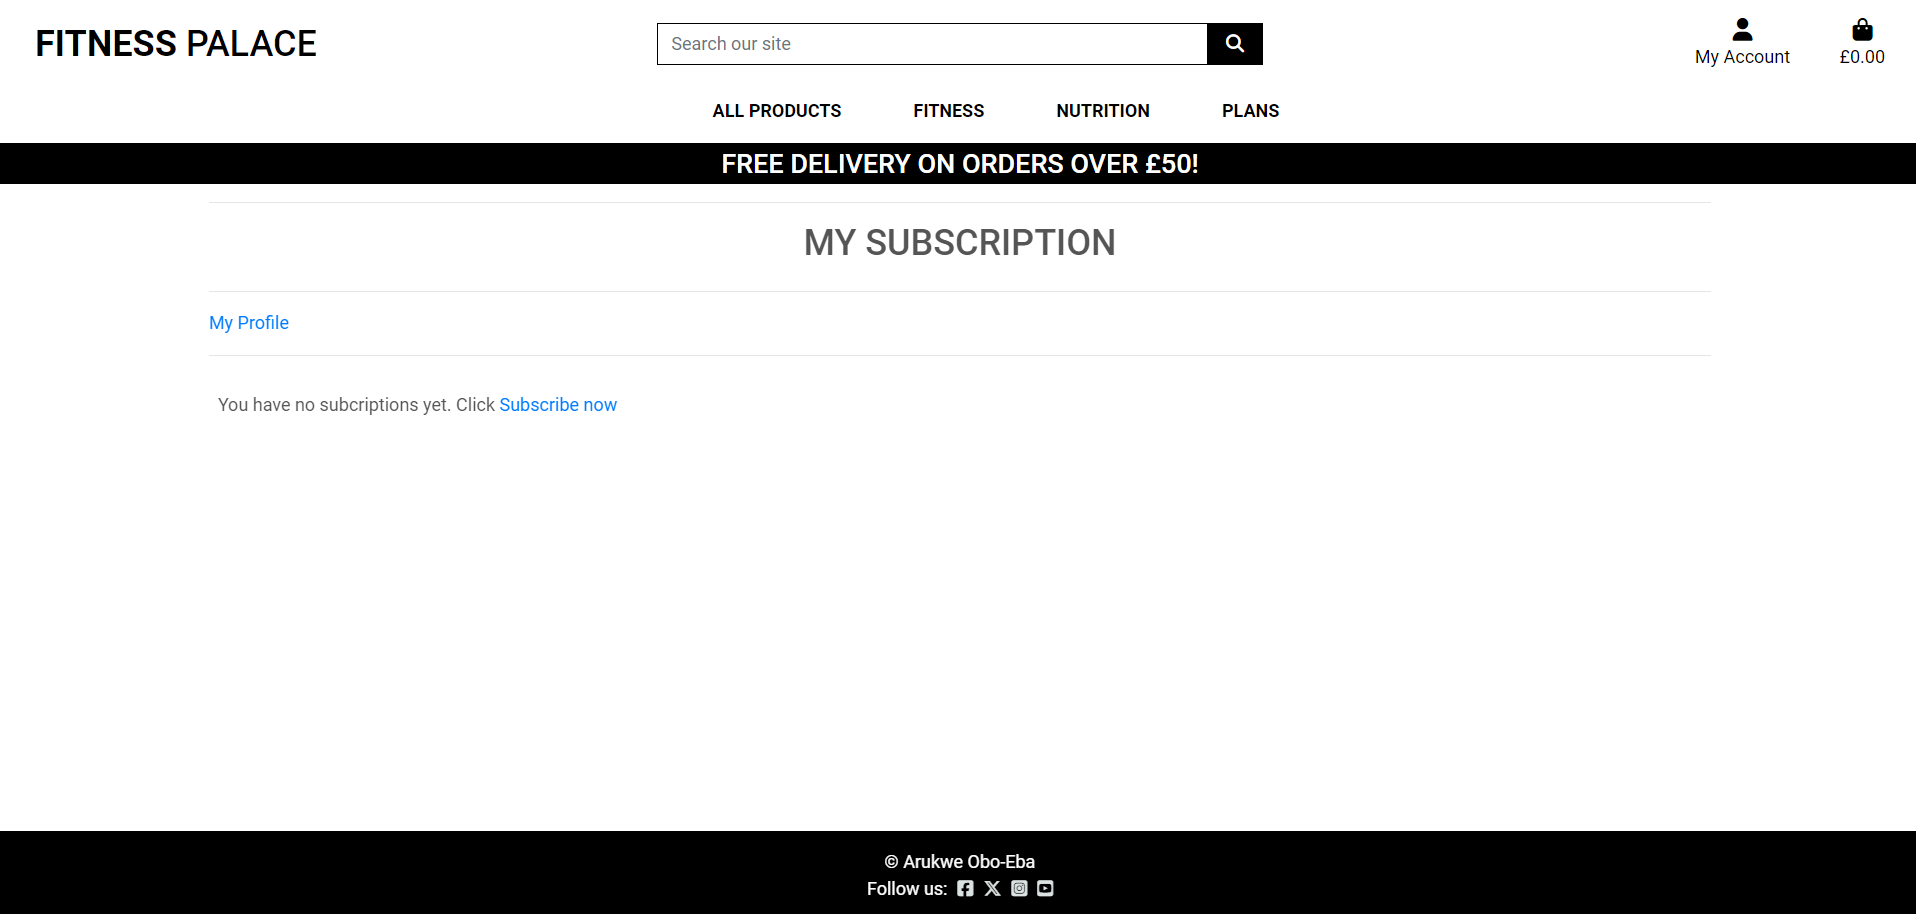 FITNESS PALACE
Search our site
My Account
£0.00
ALL PRODUCTS
FITNESS
NUTRITION
PLANS
FREE DELIVERY ON ORDERS OVER £50!
MY SUBSCRIPTION
My Profile
You have no subcriptions yet. Click Subscribe now
© Arukwe Obo-Eba
Follow us: